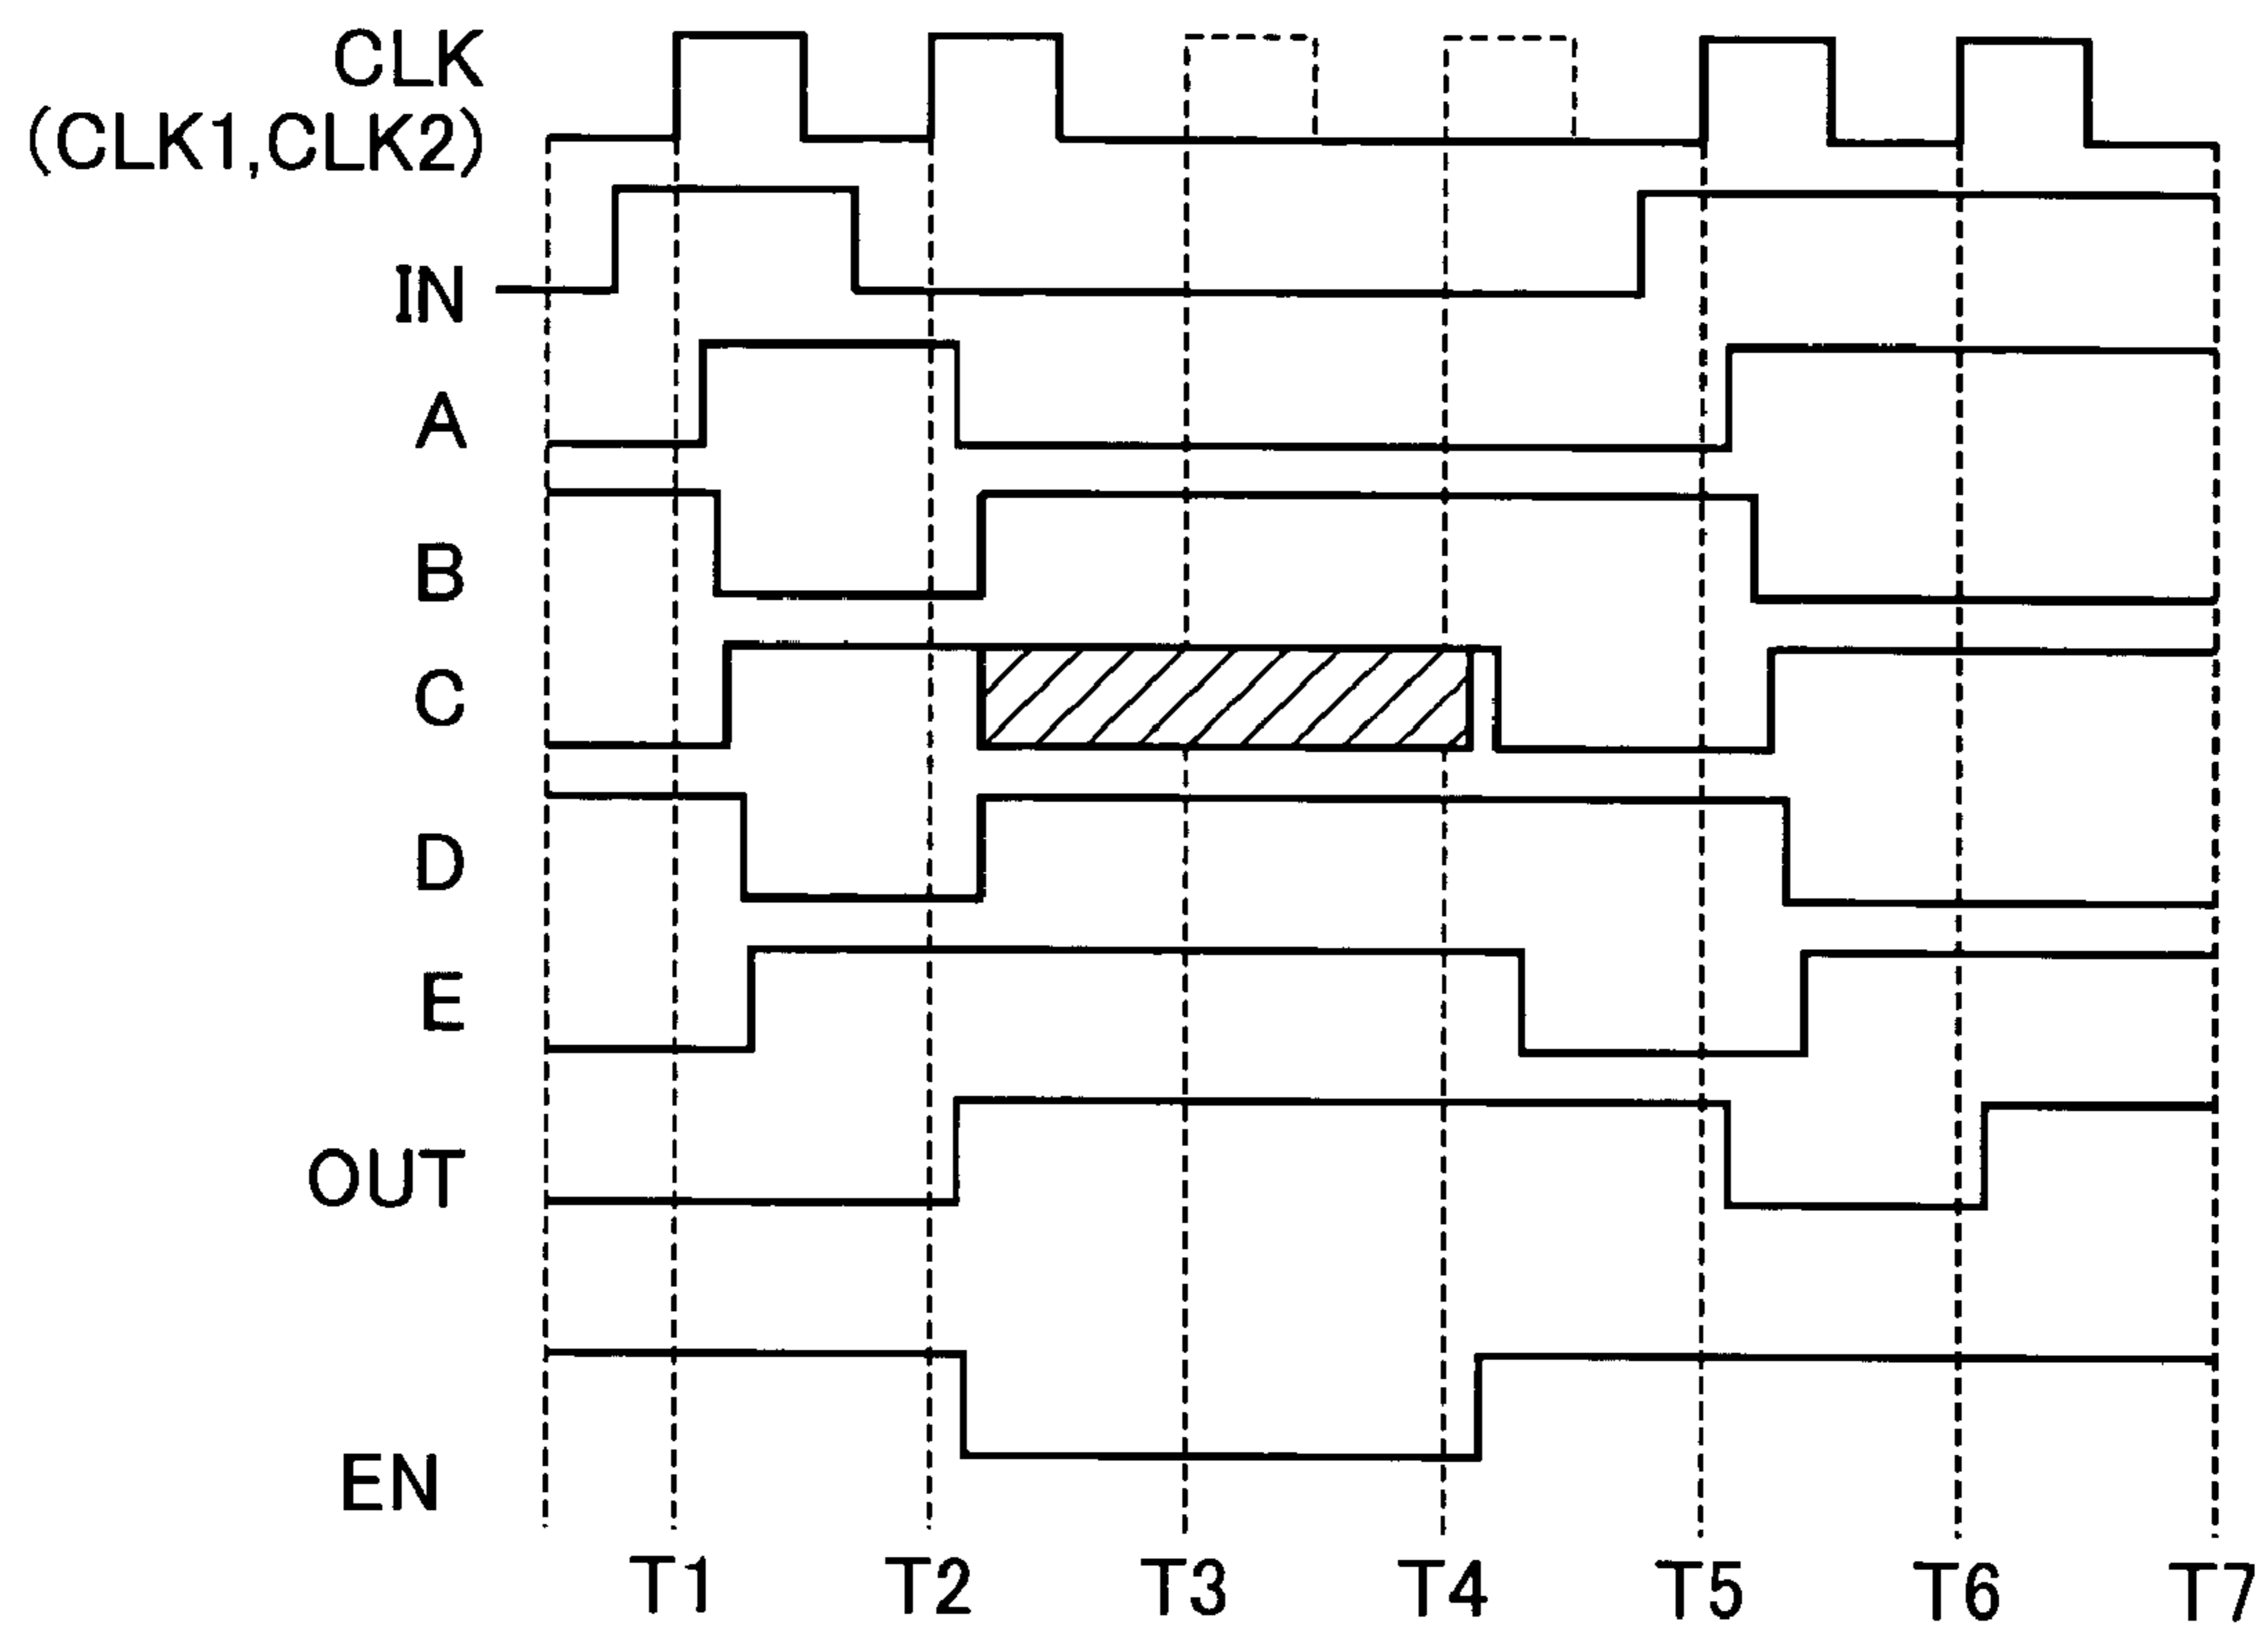 CLK
(CLK1,CLK2)
IN
A
B
C
D
E
OUT
EN
T1 T2 T3 T4 T5 T6 T7